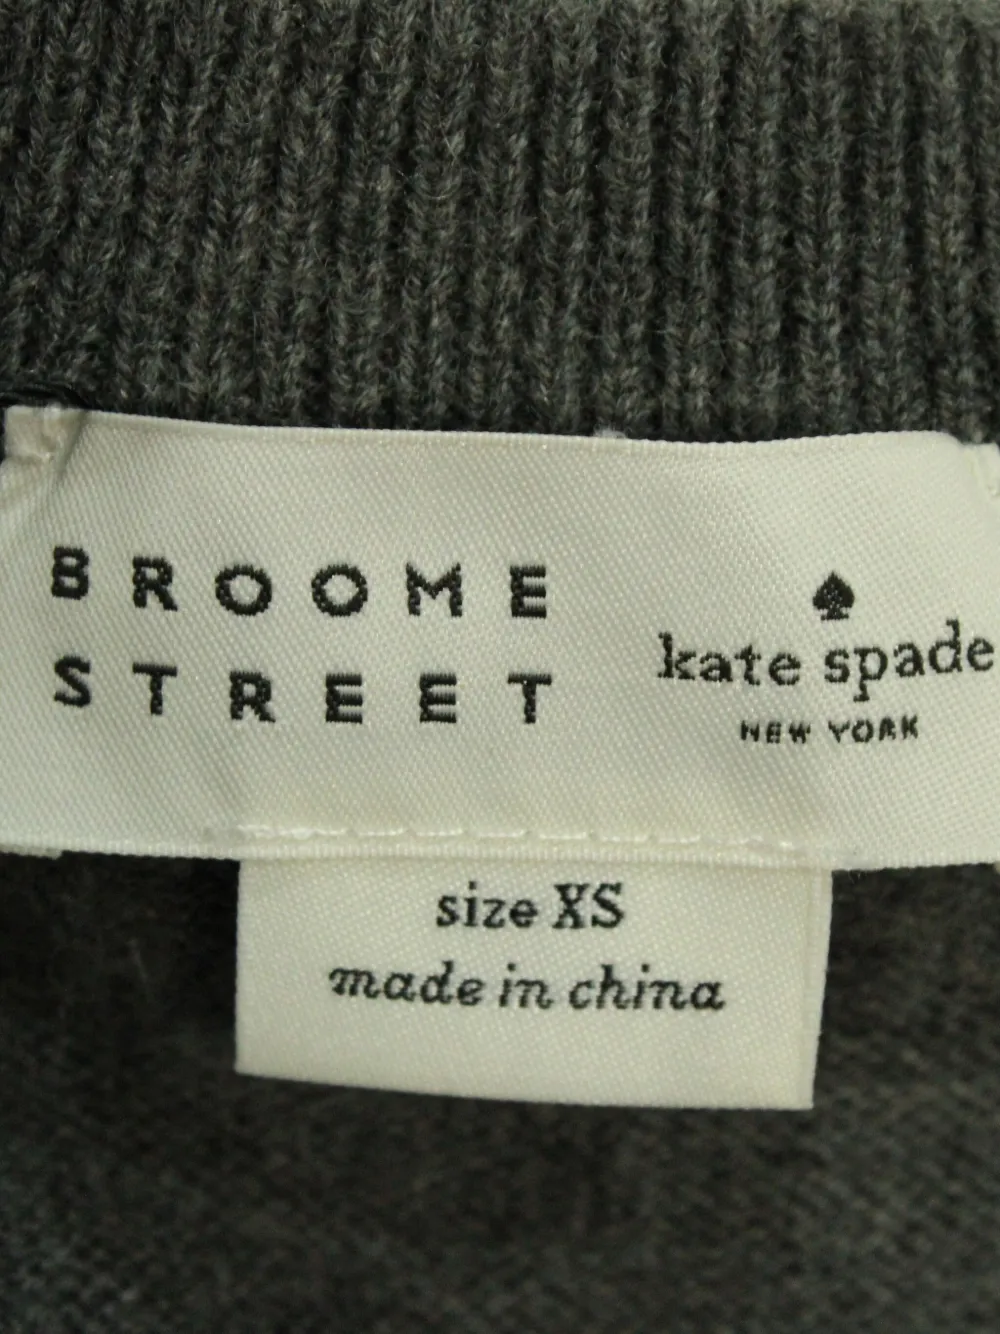 BROOME
STREET
kate spade
NEW YORK
size XS
made in china